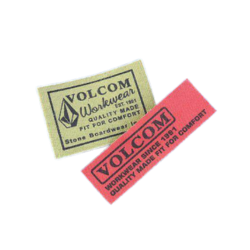 VOLCOM
Workwear
EST. 1991
QUALITY MADE
FIT FOR COMFORT
Stone Boardwear In
VOLCOM
WORKWEAR SINCE 1991
QUALITY MADE FIT FOR COMFORT